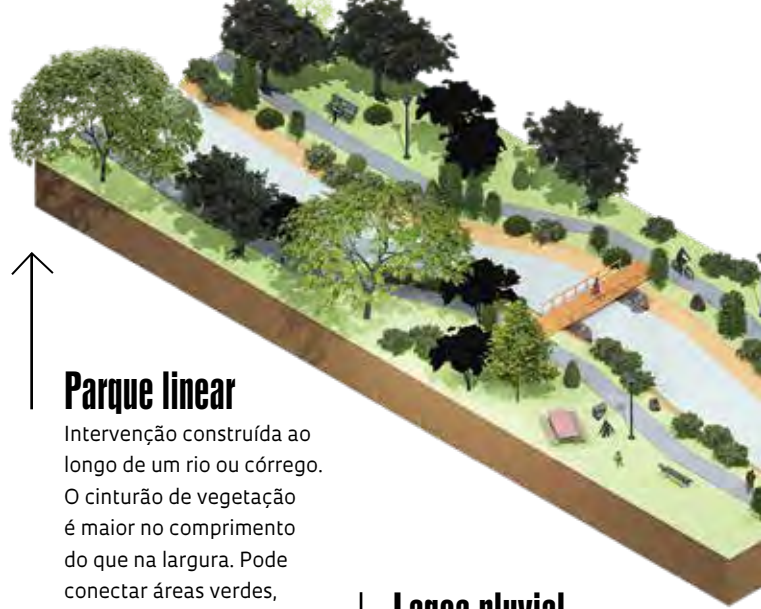 Parque linear
Intervenção construída ao
longo de um rio ou córrego.
O cinturão de vegetação
é maior no comprimento
do que na largura. Pode
conectar áreas verdes,
Lagoa pluvial